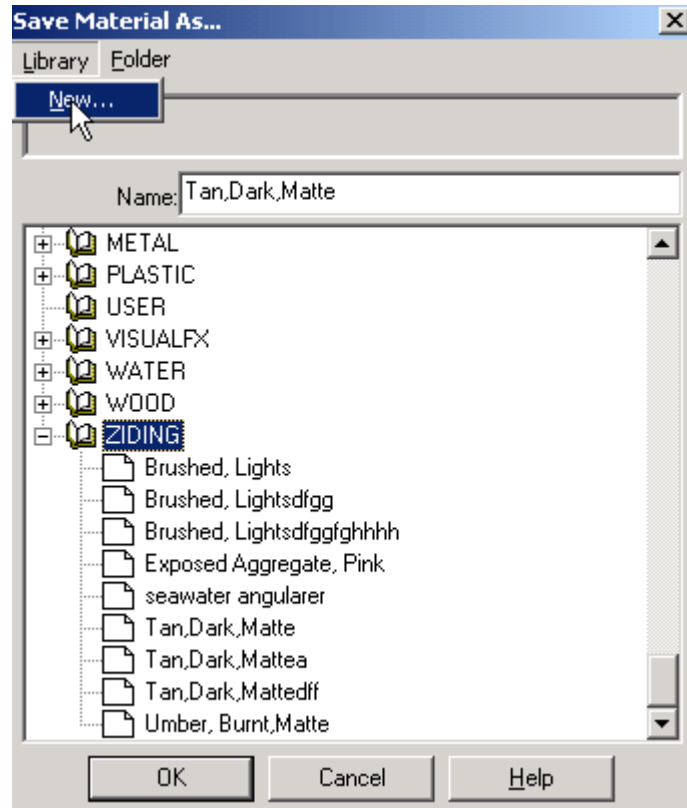 Save Material As...
Library Folder
New...
Name: Tan,Dark,Matte
METAL
PLASTIC
USER
VISUALFX
WATER
WOOD
ZIDING
Brushed, Lights
Brushed, Lightsdfgg
Brushed, Lightsdfggfghhhh
Exposed Aggregate, Pink
seawater angularer
Tan,Dark,Matte
Tan,Dark,Mattea
Tan,Dark,Mattedff
Umber, Burnt,Matte
OK Cancel Help